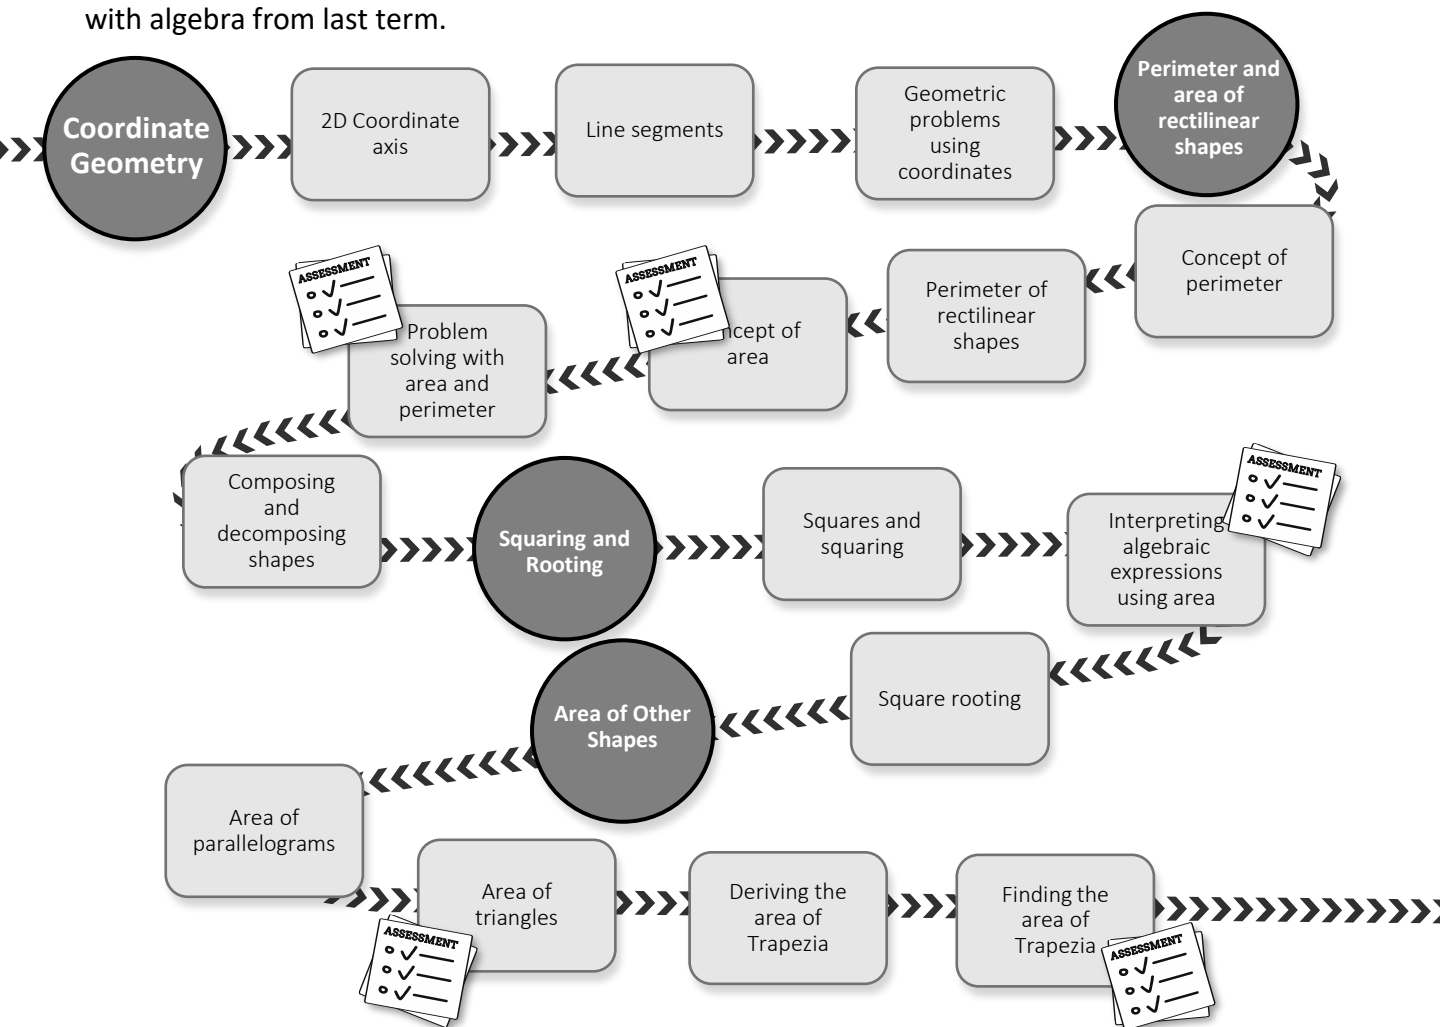 with algebra from last term.
Coordinate
Geometry
2D Coordinate
axis
Line segments
Geometric
problems
using
coordinates
Perimeter and
area of
rectilinear
shapes
Concept of
perimeter
Perimeter of
rectilinear
shapes
ASSESSMENT
ncept of
area
ASSESSMENT
Problem
solving with
area and
perimeter
Composing
and
decomposing
shapes
Squaring and
Rooting
Squares and
squaring
ASSESSMENT
Interpreting
algebraic
expressions
using area
Square rooting
Area of Other
Shapes
Area of
parallelograms
Area of
triangles
ASSESSMENT
Deriving the
area of
Trapezia
Finding the
area of
Trapezia
ASSESSMENT